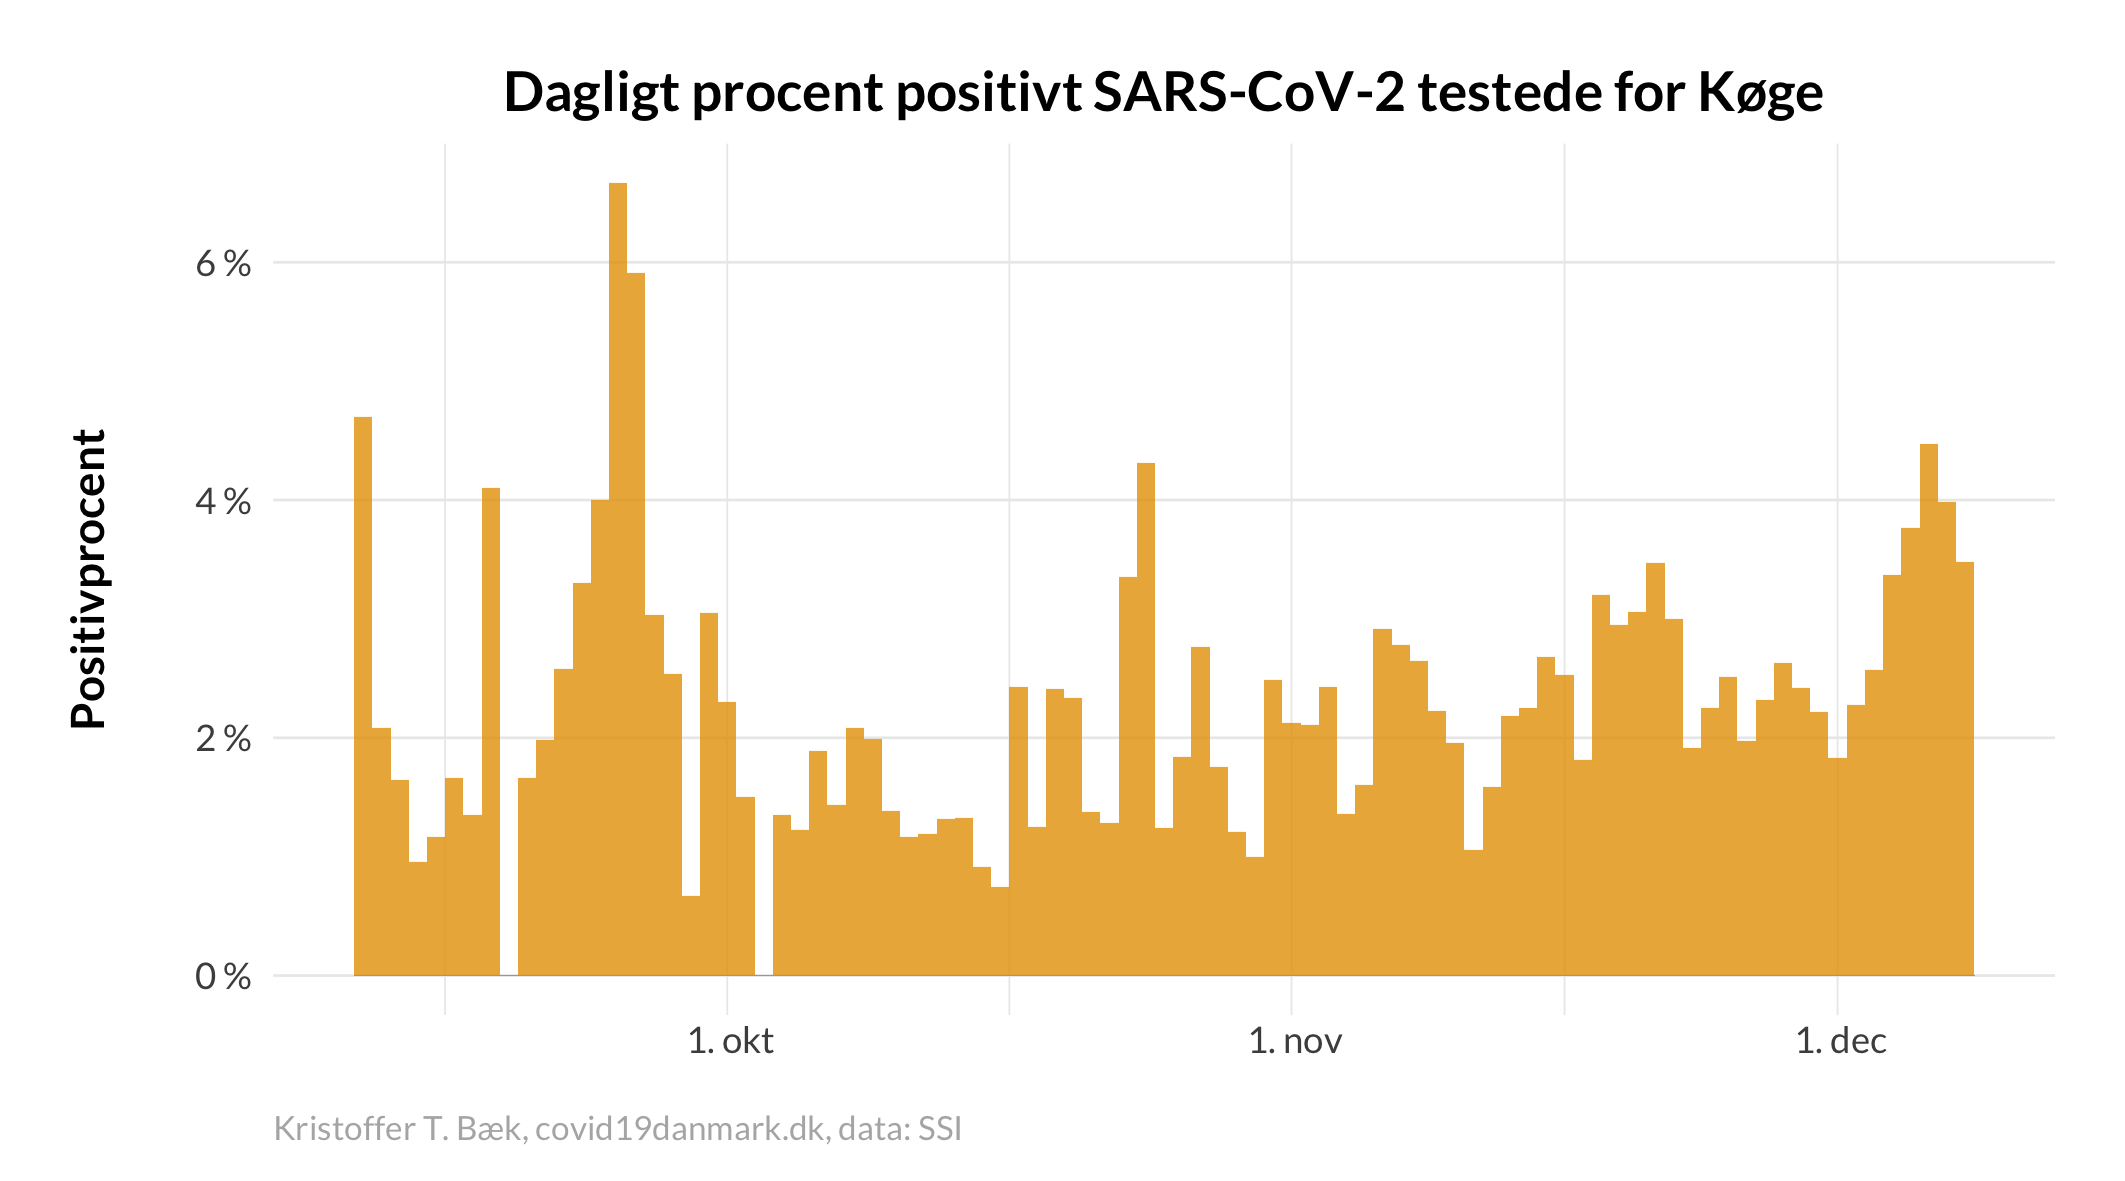 Dagligt procent positivt SARS-CoV-2 testede for Køge
Positivprocent
6 %
4 %
2 %
0 %
1. okt
1. nov
1. dec
Kristoffer T. Bæk, covid19danmark.dk, data: SSI